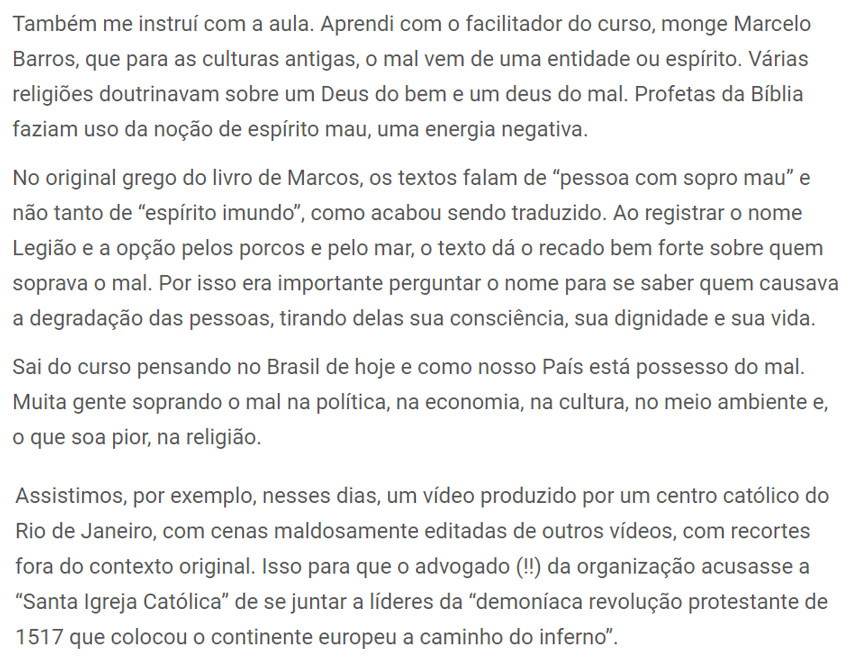 Também me instruí com a aula. Aprendi com o facilitador do curso, monge Marcelo
Barros, que para as culturas antigas, o mal vem de uma entidade ou espírito. Várias
religiões doutrinavam sobre um Deus do bem e um deus do mal. Profetas da Bíblia
faziam uso da noção de espírito mau, uma energia negativa.
No original grego do livro de Marcos, os textos falam de “pessoa com sopro mau” e
não tanto de “espírito imundo”, como acabou sendo traduzido. Ao registrar o nome
Legião e a opção pelos porcos e pelo mar, o texto dá o recado bem forte sobre quem
soprava o mal. Por isso era importante perguntar o nome para se saber quem causava
a degradação das pessoas, tirando delas sua consciência, sua dignidade e sua vida.
Sai do curso pensando no Brasil de hoje e como nosso País está possesso do mal.
Muita gente soprando o mal na política, na economia, na cultura, no meio ambiente e,
o que soa pior, na religião.
Assistimos, por exemplo, nesses dias, um vídeo produzido por um centro católico do
Rio de Janeiro, com cenas maldosamente editadas de outros vídeos, com recortes
fora do contexto original. Isso para que o advogado (!!) da organização acusasse a
“Santa Igreja Católica” de se juntar a líderes da “demoníaca revolução protestante de
1517 que colocou o continente europeu a caminho do inferno”.